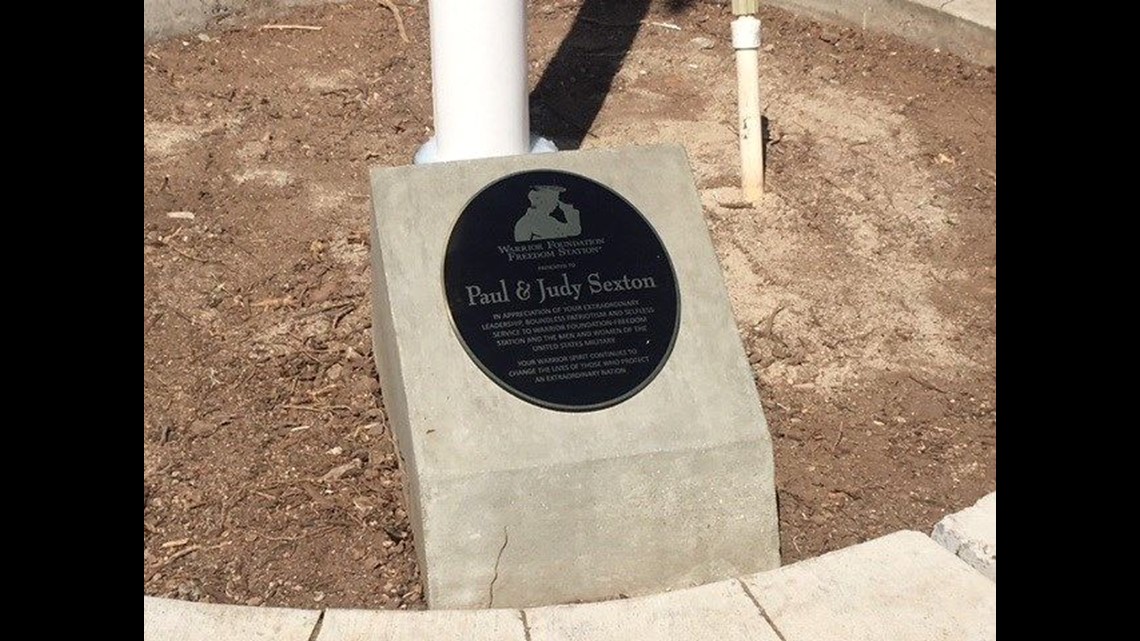 WARRIOR FOUNDATION
FREEDOM STATION
PRESENTED TO
Paul & Judy Sexton
IN APPRECIATION OF YOUR EXTRAORDINARY
LEADERSHIP, BOUNDLESS PATRIOTISM AND SELFLESS
SERVICE TO WARRIOR FOUNDATION-FREEDOM
STATION AND THE MEN AND WOMEN OF THE
UNITED STATES MILITARY.
YOUR WARRIOR SPIRIT CONTINUES TO
CHANGE THE LIVES OF THOSE WHO PROTECT
AN EXTRAORDINARY NATION.